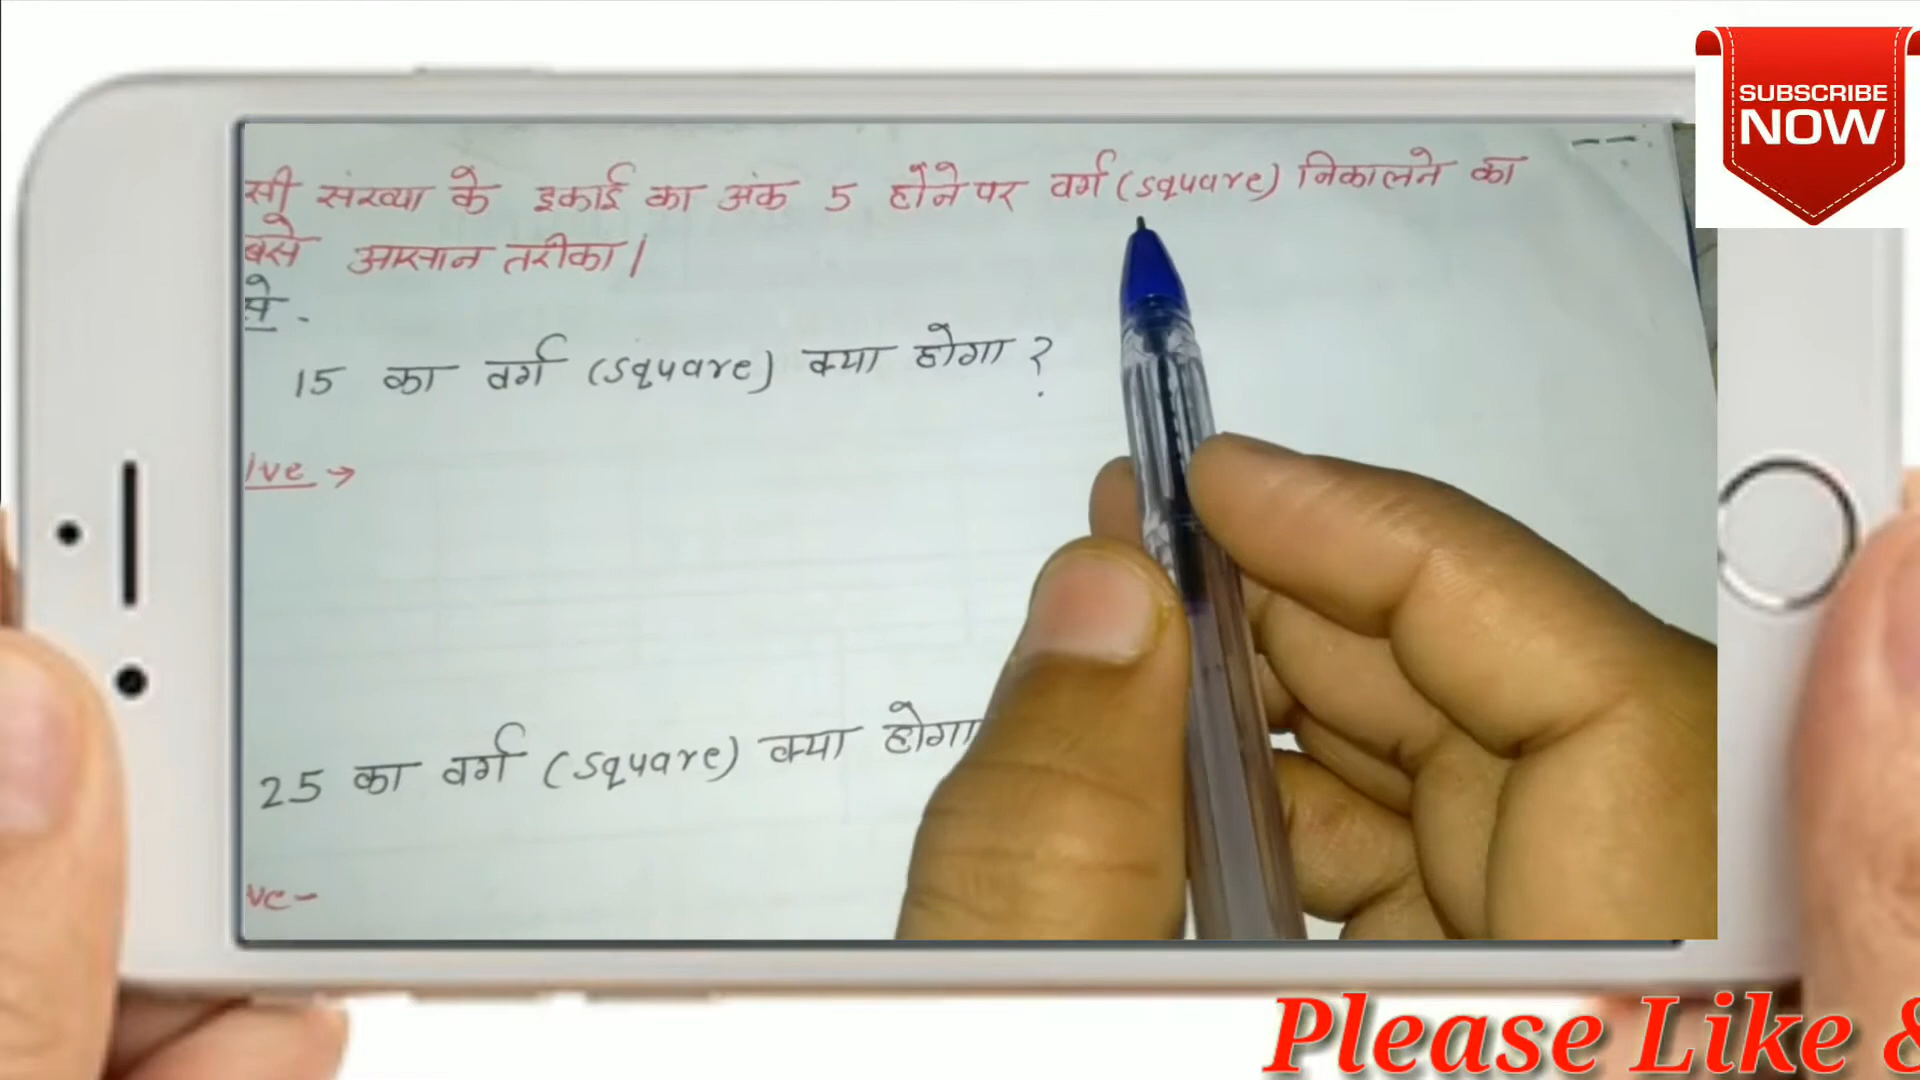 सी संख्या के इकाई का अंक 5 होने पर वर्ग (square) निकालने का
बसे आसान तरीका।
से -
15 का वर्ग (square) क्या होगा ?
lve →
25 का वर्ग (square) क्या होगा
ve -
SUBSCRIBE
NOW
Please Like &